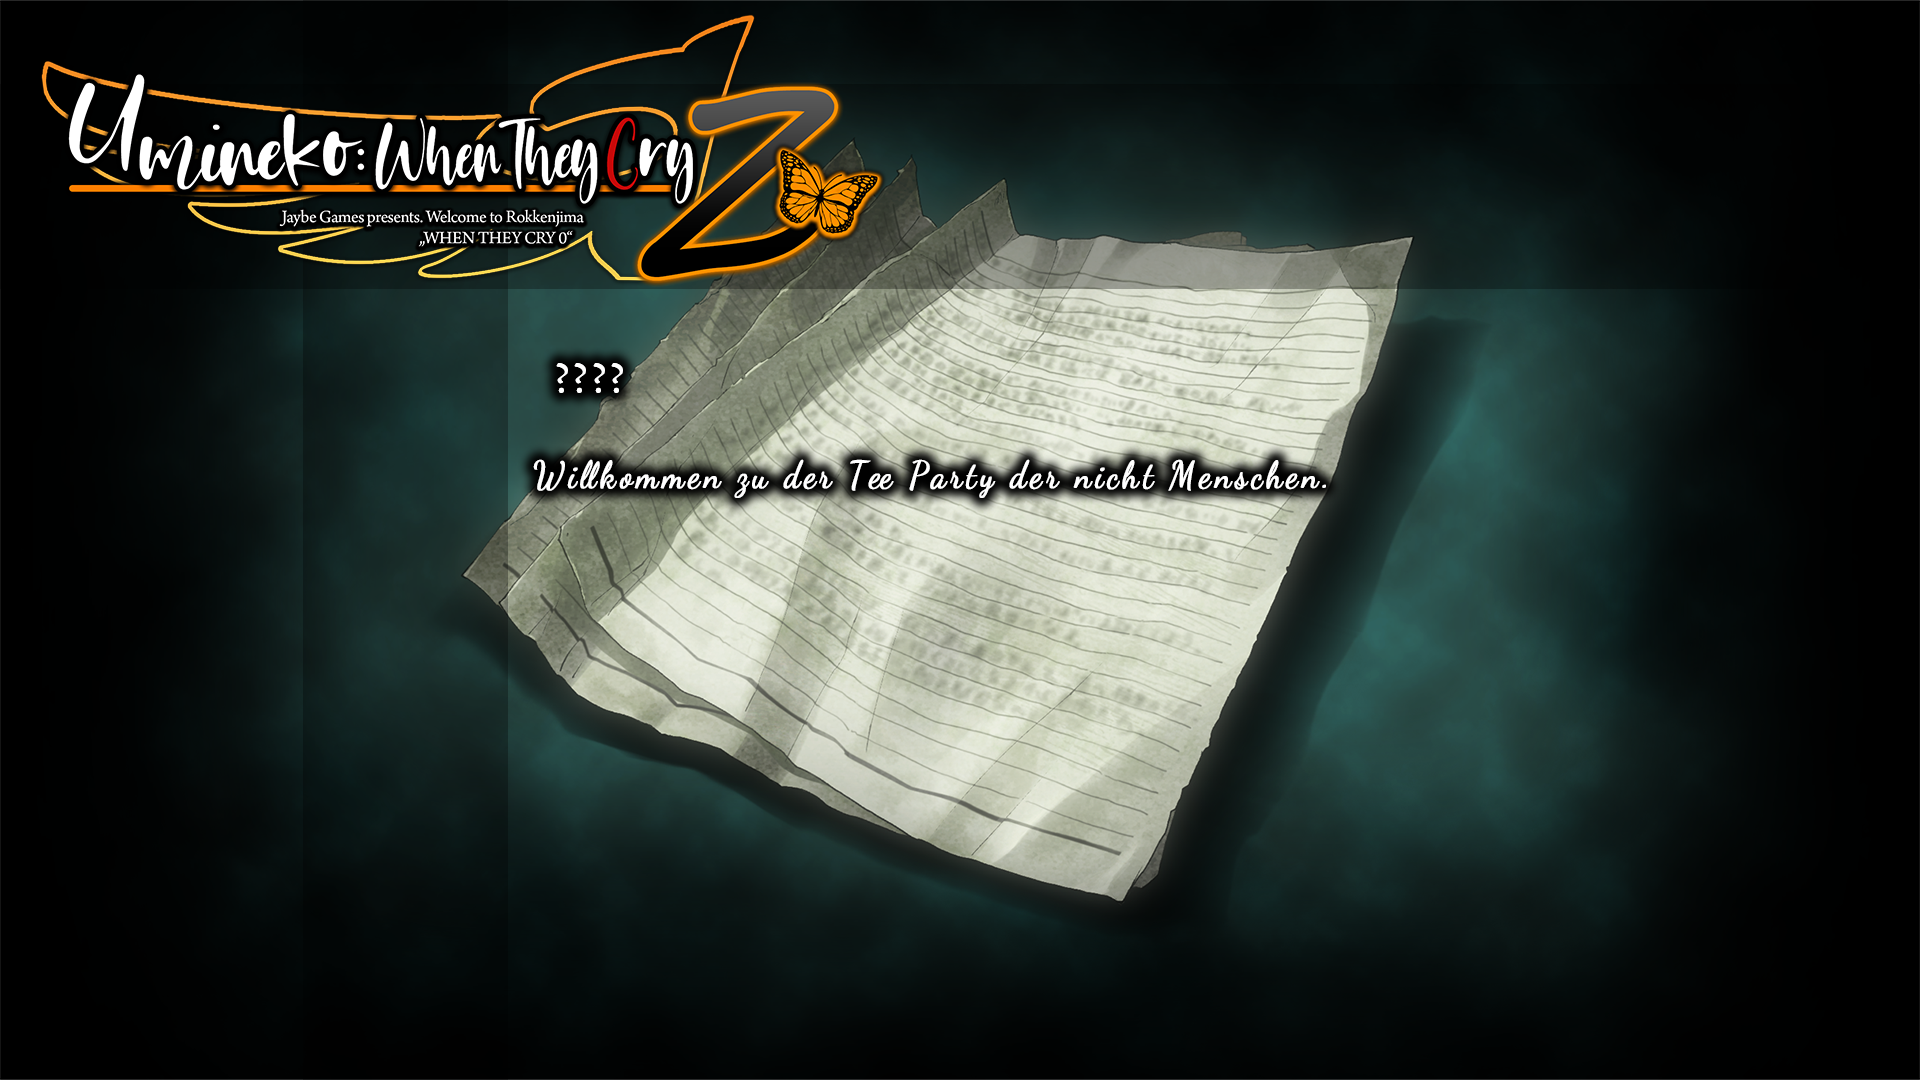 Umineko: When They Cry Z
Jaybe Games presents. Welcome to Rokkenjima
„WHEN THEY CRY 0“
????
Willkommen zu der Tee Party der nicht Menschen.